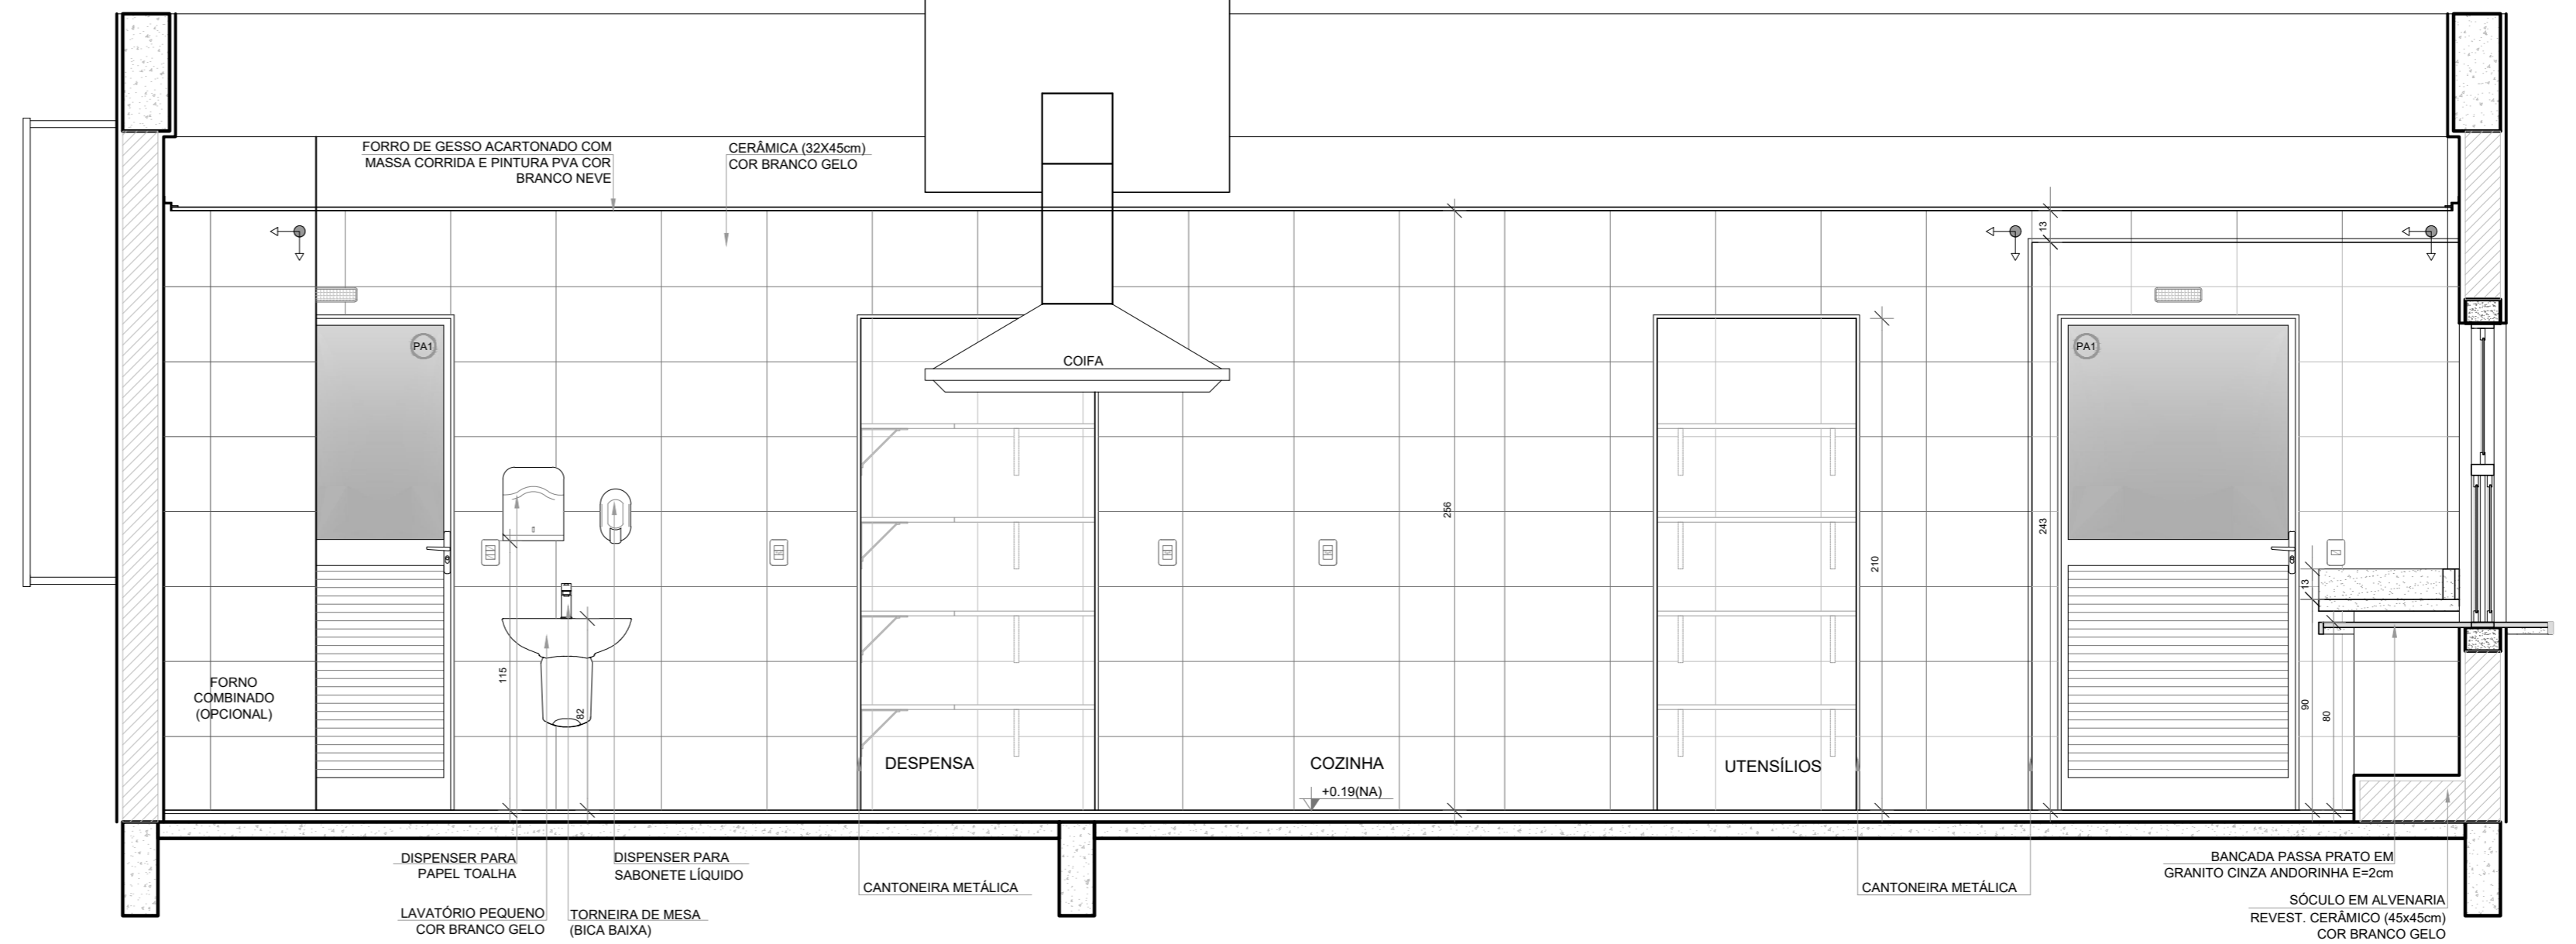 FORRO DE GESSO ACARTONADO COM
MASSA CORRIDA E PINTURA PVA COR
BRANCO NEVE
CERÂMICA (32X45cm)
COR BRANCO GELO
13
PA1
PA1
COIFA
256
243
210
13
115
82
90
80
FORNO
COMBINADO
(OPCIONAL)
DESPENSA
COZINHA
UTENSÍLIOS
+0.19(NA)
DISPENSER PARA
PAPEL TOALHA
DISPENSER PARA
SABONETE LÍQUIDO
CANTONEIRA METÁLICA
CANTONEIRA METÁLICA
BANCADA PASSA PRATO EM
GRANITO CINZA ANDORINHA E=2cm
LAVATÓRIO PEQUENO
COR BRANCO GELO
TORNEIRA DE MESA
(BICA BAIXA)
SÓCULO EM ALVENARIA
REVEST. CERÂMICO (45x45cm)
COR BRANCO GELO